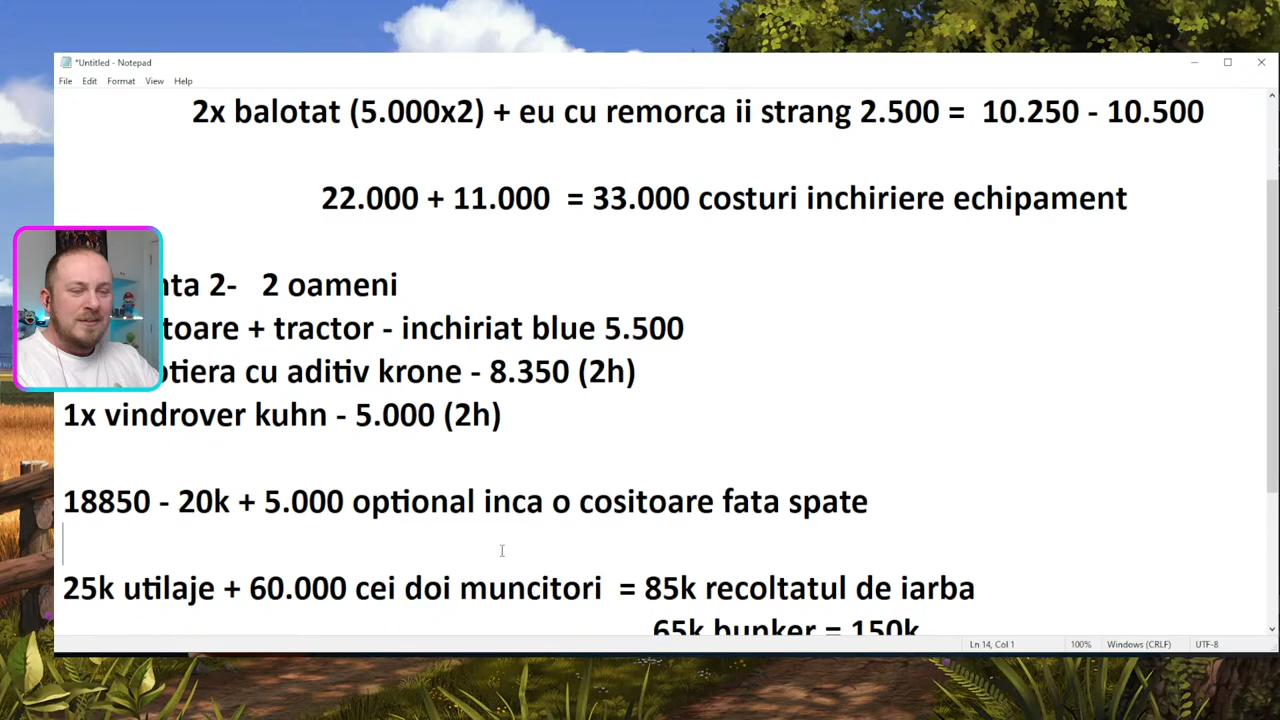 *Untitled - Notepad
File Edit Format View Help
2x balotat (5.000x2) + eu cu remorca ii strang 2.500 = 10.250 - 10.500
22.000 + 11.000 = 33.000 costuri inchiriere echipament
2- 2 oameni
+ tractor - inchiriat blue 5.500
cu aditiv krone - 8.350 (2h)
1x vindrover kuhn - 5.000 (2h)
18850 - 20k + 5.000 optional inca o cositoare fata spate
25k utilaje + 60.000 cei doi muncitori = 85k recoltatul de iarba
65k bunker = 150k
Ln 14, Col 1 100% Windows (CRLF) UTF-8